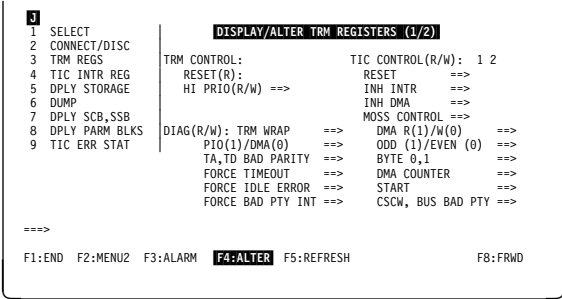 J
1 SELECT DISPLAY/ALTER TRM REGISTERS (1/2)
2 CONNECT/DISC
3 TRM REGS TRM CONTROL: TIC CONTROL(R/W): 1 2
4 TIC INTR REG RESET(R): RESET ==>
5 DPLY STORAGE HI PRIO(R/W) ==> INH INTR ==>
6 DUMP INH DMA ==>
7 DPLY SCB,SSB MOSS CONTROL ==>
8 DPLY PARM BLKS DIAG(R/W): TRM WRAP ==> DMA R(1)/W(0) ==>
9 TIC ERR STAT PIO(1)/DMA(0) ==> ODD (1)/EVEN (0) ==>
TA,TD BAD PARITY ==> BYTE 0,1 ==>
FORCE TIMEOUT ==> DMA COUNTER ==>
FORCE IDLE ERROR ==> START ==>
FORCE BAD PTY INT ==> CSCW, BUS BAD PTY ==>
===>
F1:END F2:MENU2 F3:ALARM F4:ALTER F5:REFRESH F8:FRWD